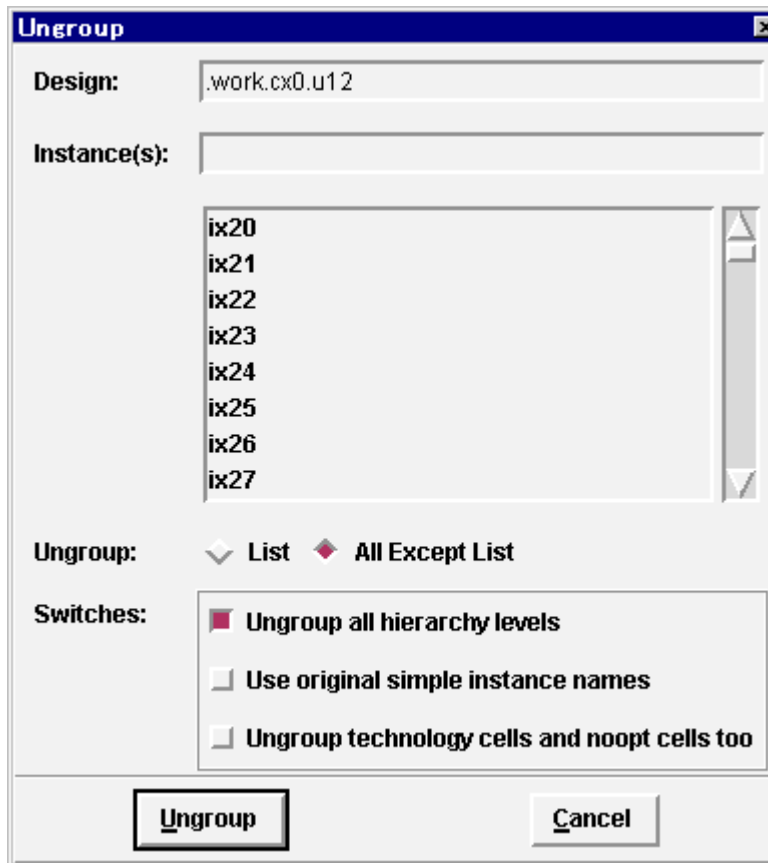 Ungroup
Design: .work.cx0.u12
Instance(s):
ix20
ix21
ix22
ix23
ix24
ix25
ix26
ix27
Ungroup: List All Except List
Switches: Ungroup all hierarchy levels
Use original simple instance names
Ungroup technology cells and noopt cells too
Ungroup Cancel